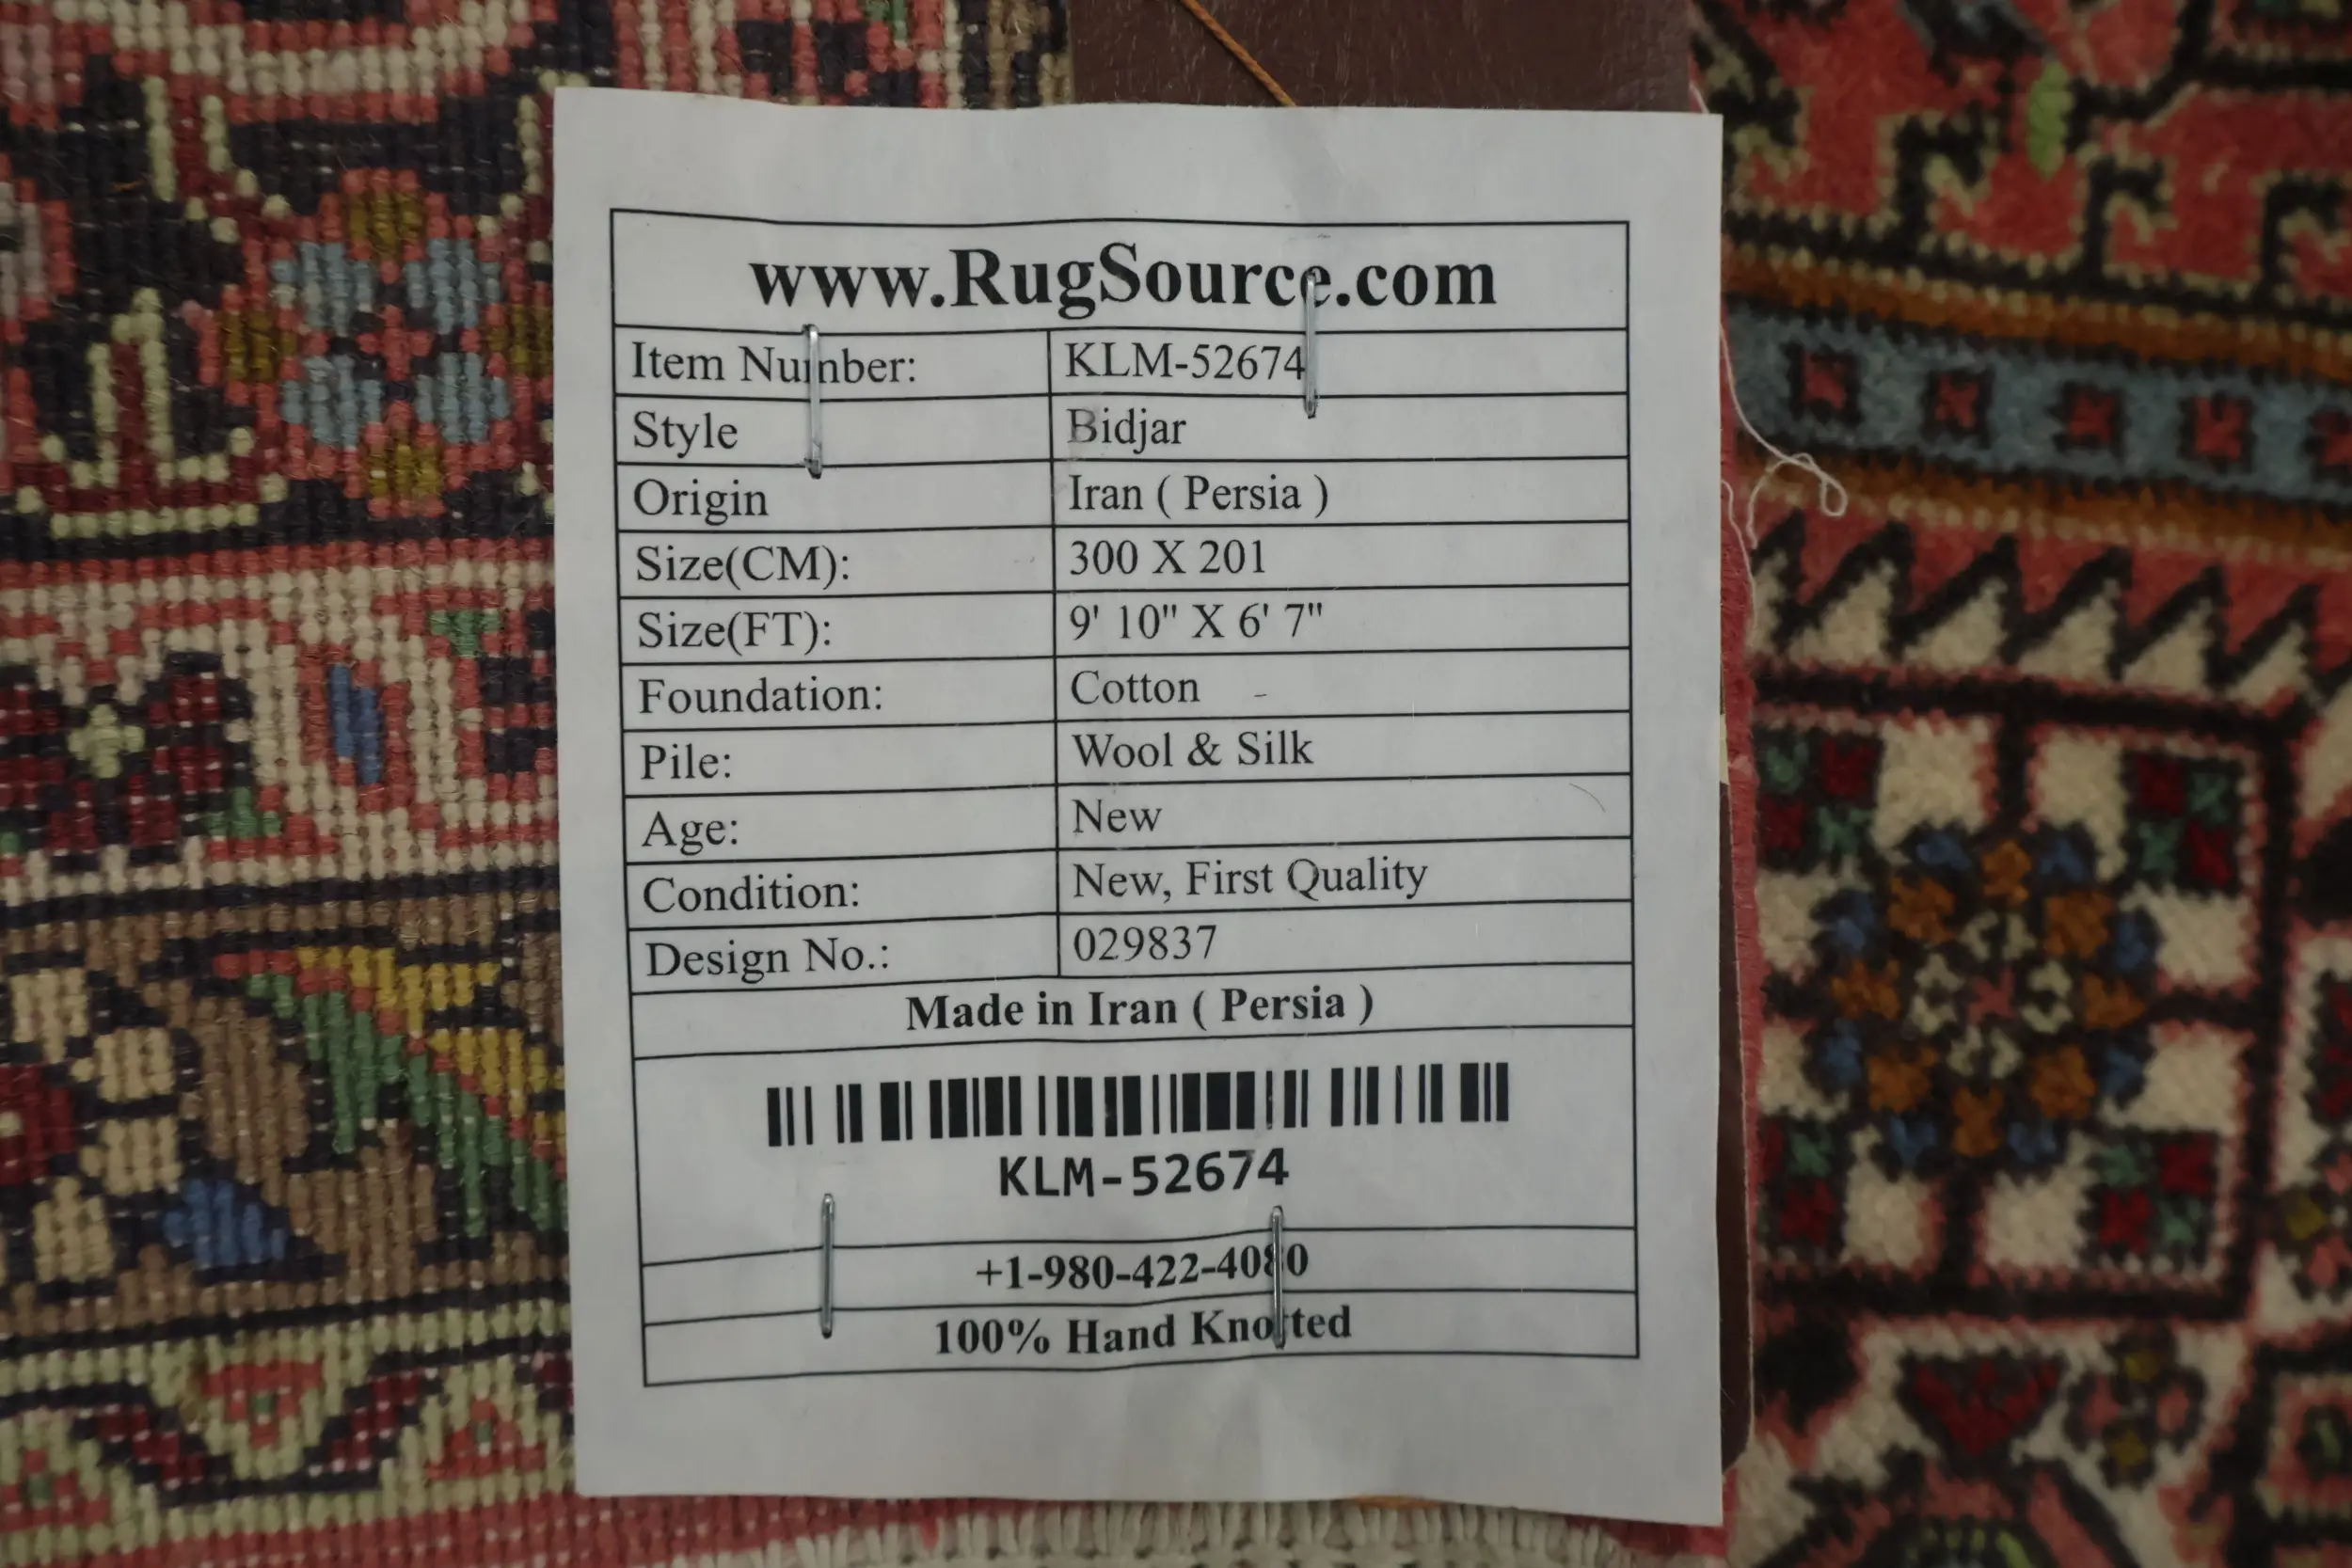 www.RugSource.com
Item Number: KLM-52674
Style Bidjar
Origin Iran ( Persia )
Size(CM): 300 X 201
Size(FT): 9' 10" X 6' 7"
Foundation: Cotton -
Pile: Wool & Silk
Age: New
Condition: New, First Quality
Design No.: 029837
Made in Iran ( Persia )
KLM-52674
+1-980-422-4080
100% Hand Knotted